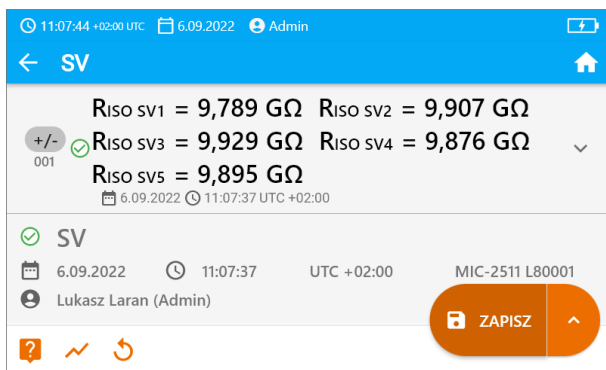 11:07:44 +02:00 UTC 6.09.2022 Admin
SV
RISO SV1 = 9,789 GΩ RISO SV2 = 9,907 GΩ
+/- RISO SV3 = 9,929 GΩ RISO SV4 = 9,876 GΩ
001
RISO SV5 = 9,895 GΩ
6.09.2022 11:07:37 UTC +02:00
SV
6.09.2022 11:07:37 UTC +02:00 MIC-2511 L80001
Lukasz Laran (Admin)
ZAPISZ